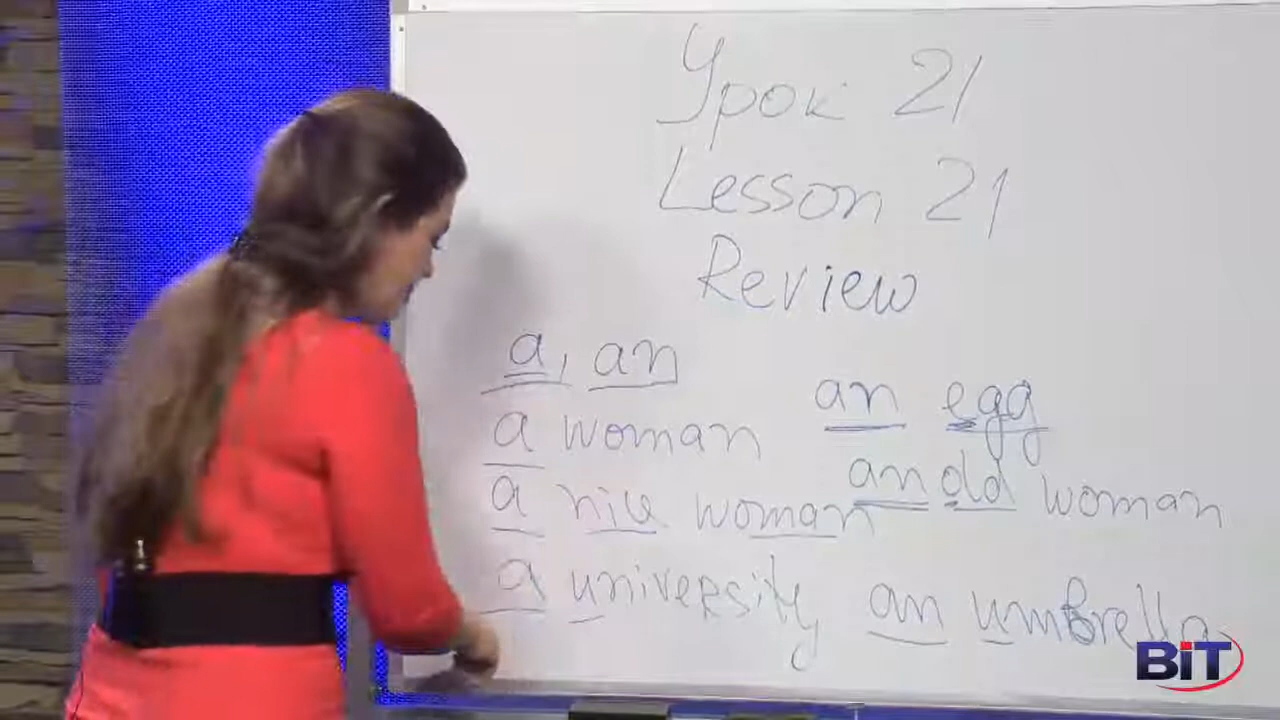 Урок 21
Lesson 21
Review
a, an
a woman an egg
a nice woman an old woman
a university an umbrella
BiT